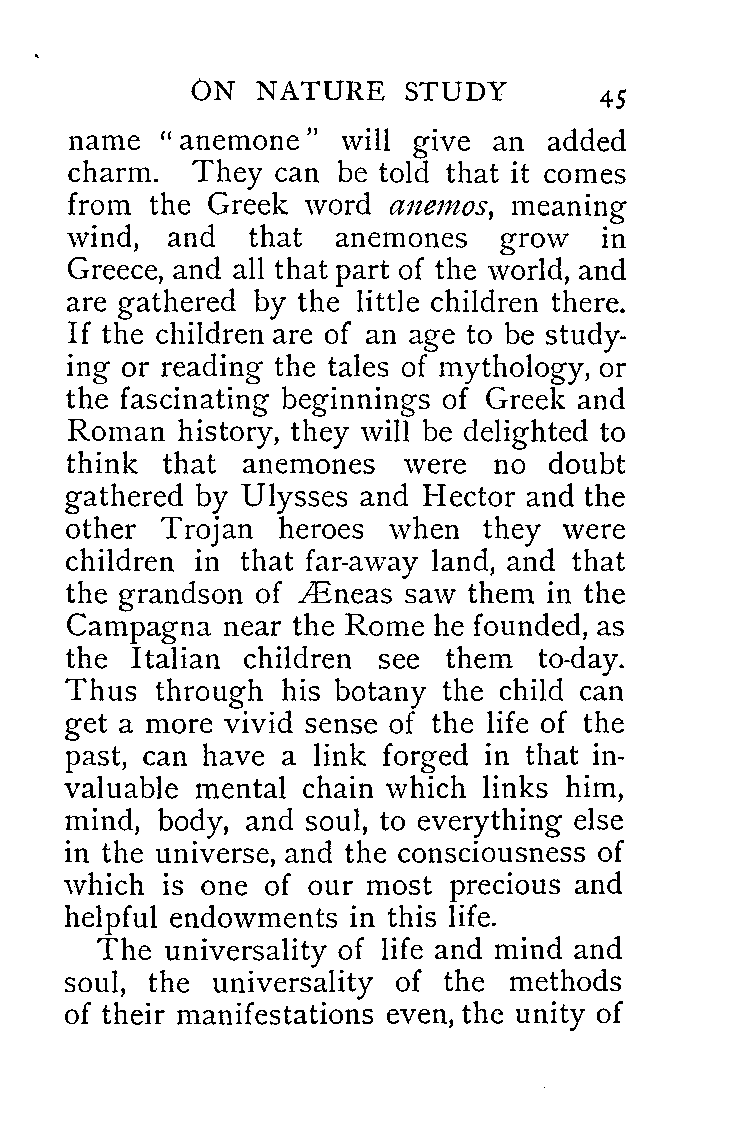 ON NATURE STUDY 45
name “anemone” will give an added
charm. They can be told that it comes
from the Greek word anemos, meaning
wind, and that anemones grow in
Greece, and all that part of the world, and
are gathered by the little children there.
If the children are of an age to be study-
ing or reading the tales of mythology, or
the fascinating beginnings of Greek and
Roman history, they will be delighted to
think that anemones were no doubt
gathered by Ulysses and Hector and the
other Trojan heroes when they were
children in that far-away land, and that
the grandson of Æneas saw them in the
Campagna near the Rome he founded, as
the Italian children see them to-day.
Thus through his botany the child can
get a more vivid sense of the life of the
past, can have a link forged in that in-
valuable mental chain which links him,
mind, body, and soul, to everything else
in the universe, and the consciousness of
which is one of our most precious and
helpful endowments in this life.
The universality of life and mind and
soul, the universality of the methods
of their manifestations even, the unity of